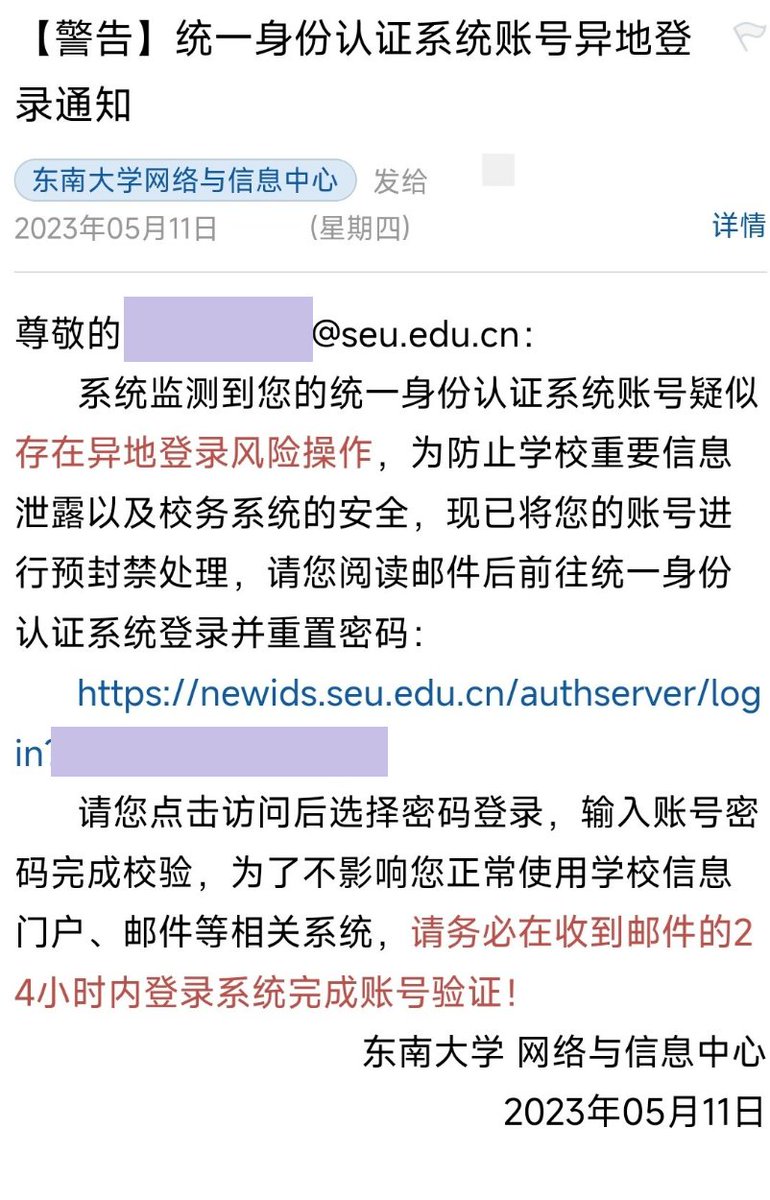 【警告】统一身份认证系统账号异地登
录通知
东南大学网络与信息中心 发给
2023年05月11日 (星期四) 详情
尊敬的 @seu.edu.cn：
系统监测到您的统一身份认证系统账号疑似
存在异地登录风险操作，为防止学校重要信息
泄露以及校务系统的安全，现已将您的账号进
行预封禁处理，请您阅读邮件后前往统一身份
认证系统登录并重置密码：
https://newids.seu.edu.cn/authserver/log
in?
请您点击访问后选择密码登录，输入账号密
码完成校验，为了不影响您正常使用学校信息
门户、邮件等相关系统，请务必在收到邮件的2
4小时内登录系统完成账号验证！
东南大学 网络与信息中心
2023年05月11日